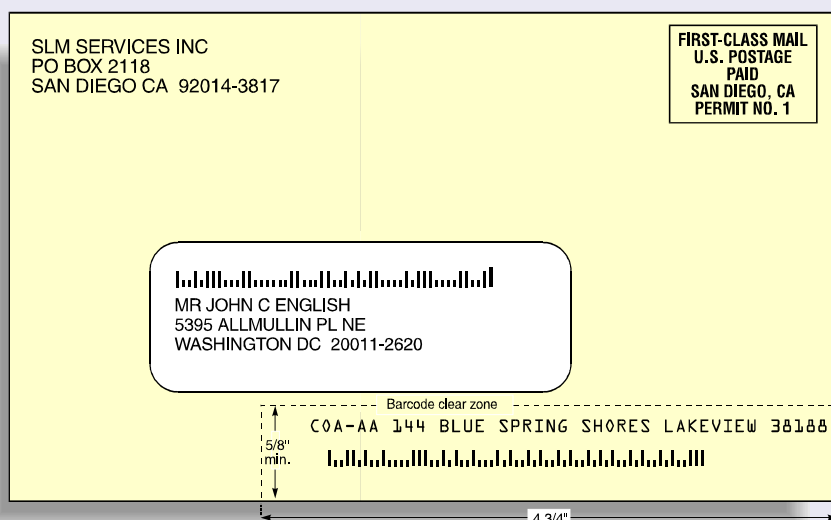 SLM SERVICES INC
PO BOX 2118
SAN DIEGO CA 92014-3817
FIRST-CLASS MAIL
U.S. POSTAGE
PAID
SAN DIEGO, CA
PERMIT NO. 1
MR JOHN C ENGLISH
5395 ALLMULLIN PL NE
WASHINGTON DC 20011-2620
Barcode clear zone
COA-AA 144 BLUE SPRING SHORES LAKEVIEW 38188
5/8"
min.
4 3/4"